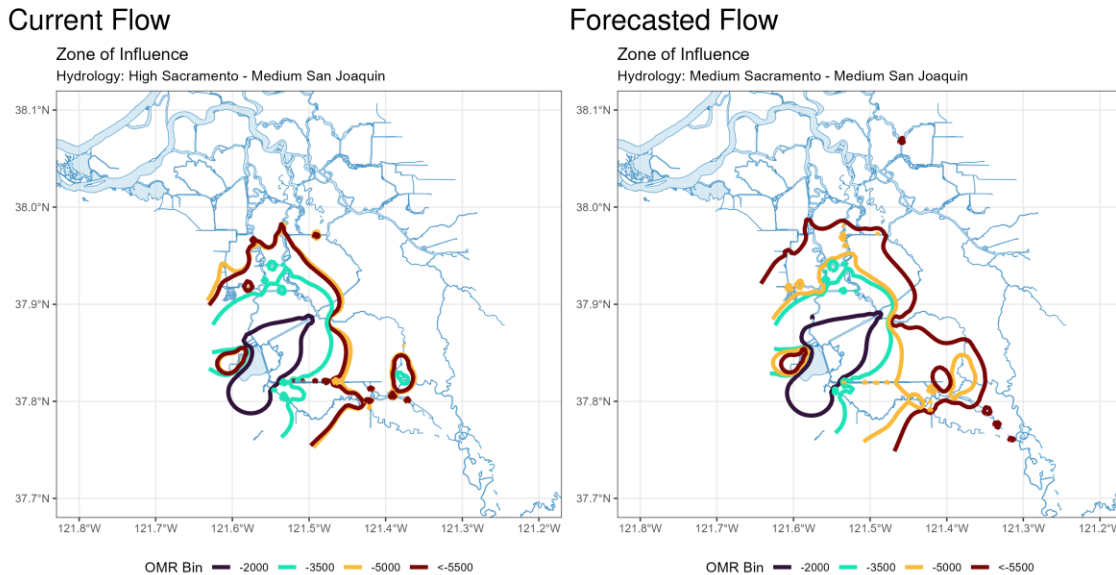 Current Flow
Zone of Influence
Hydrology: High Sacramento - Medium San Joaquin
38.1°N
38.0°N
37.9°N
37.8°N
37.7°N
121.8°W 121.7°W 121.6°W 121.5°W 121.4°W 121.3°W 121.2°W
OMR Bin -2000 -3500 -5000 <-5500
Forecasted Flow
Zone of Influence
Hydrology: Medium Sacramento - Medium San Joaquin
38.1°N
38.0°N
37.9°N
37.8°N
37.7°N
121.8°W 121.7°W 121.6°W 121.5°W 121.4°W 121.3°W 121.2°W
OMR Bin -2000 -3500 -5000 <-5500